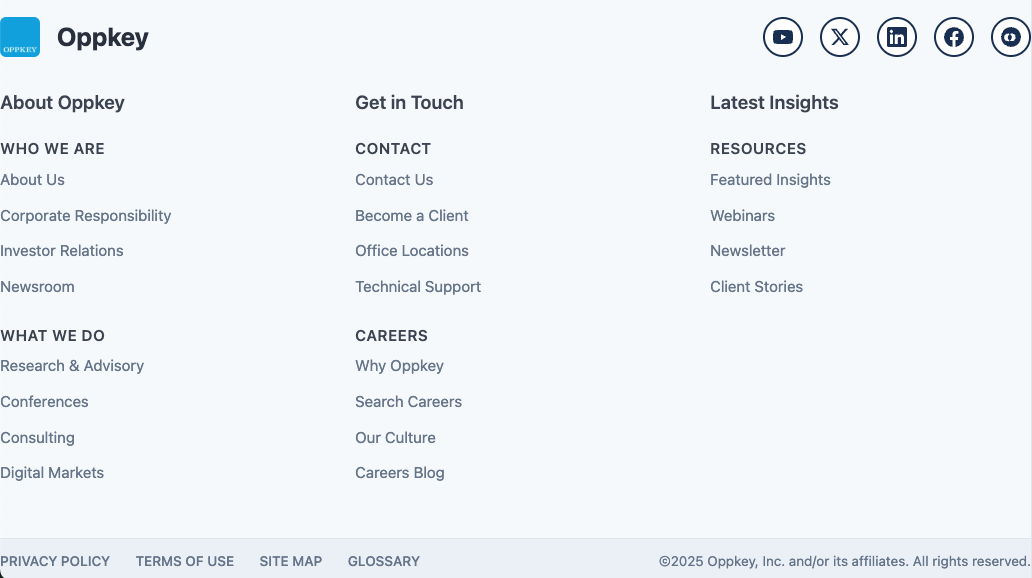 OPPKEY
Oppkey
About Oppkey
WHO WE ARE
About Us
Corporate Responsibility
Investor Relations
Newsroom
WHAT WE DO
Research & Advisory
Conferences
Consulting
Digital Markets
Get in Touch
CONTACT
Contact Us
Become a Client
Office Locations
Technical Support
CAREERS
Why Oppkey
Search Careers
Our Culture
Careers Blog
Latest Insights
RESOURCES
Featured Insights
Webinars
Newsletter
Client Stories
PRIVACY POLICY TERMS OF USE SITE MAP GLOSSARY
©2025 Oppkey, Inc. and/or its affiliates. All rights reserved.